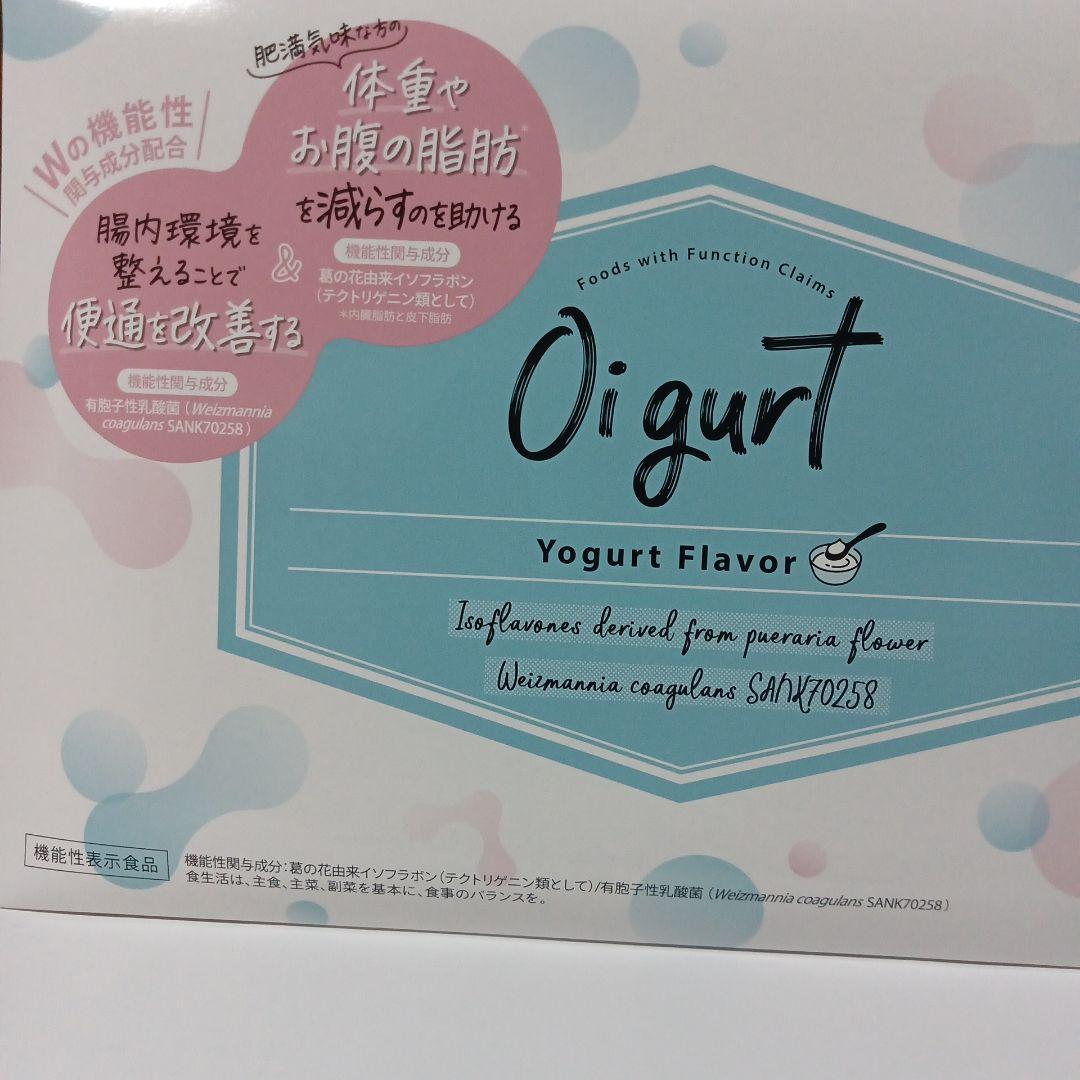 Wの機能性
関与成分配合
肥満気味な方の
体重や
お腹の脂肪*
を減らすのを助ける
機能性関与成分
葛の花由来イソフラボン
(テクトリゲニン類として)
*内臓脂肪と皮下脂肪
&
腸内環境を
整えることで
便通を改善する
機能性関与成分
有胞子性乳酸菌(Weizmannia
coagulans SANK70258)
Foods with Function Claims
Oigurt
Yogurt Flavor
Isoflavones derived from pueraria flower
Weizmannia coagulans SANK70258
機能性表示食品
機能性関与成分:葛の花由来イソフラボン(テクトリゲニン類として)/有胞子性乳酸菌(Weizmannia coagulans SANK70258)
食生活は、主食、主菜、副菜を基本に、食事のバランスを。